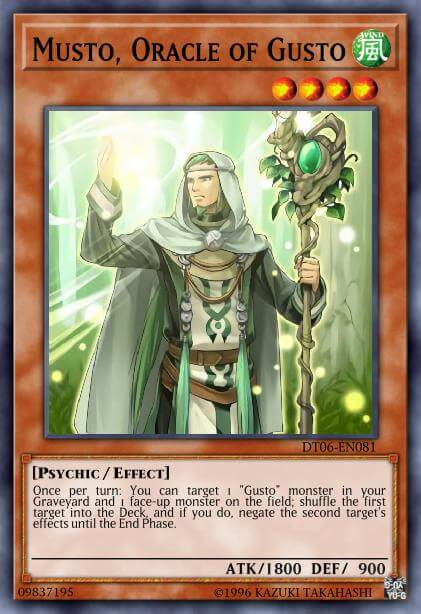 Musto, Oracle of Gusto
WIND
風
DT06-EN081
[Psychic / Effect]
Once per turn: You can target 1 "Gusto" monster in your
Graveyard and 1 face-up monster on the field; shuffle the first
target into the Deck, and if you do, negate the second target's
effects until the End Phase.
ATK/1800 DEF/ 900
09837195
©1996 KAZUKI TAKAHASHI